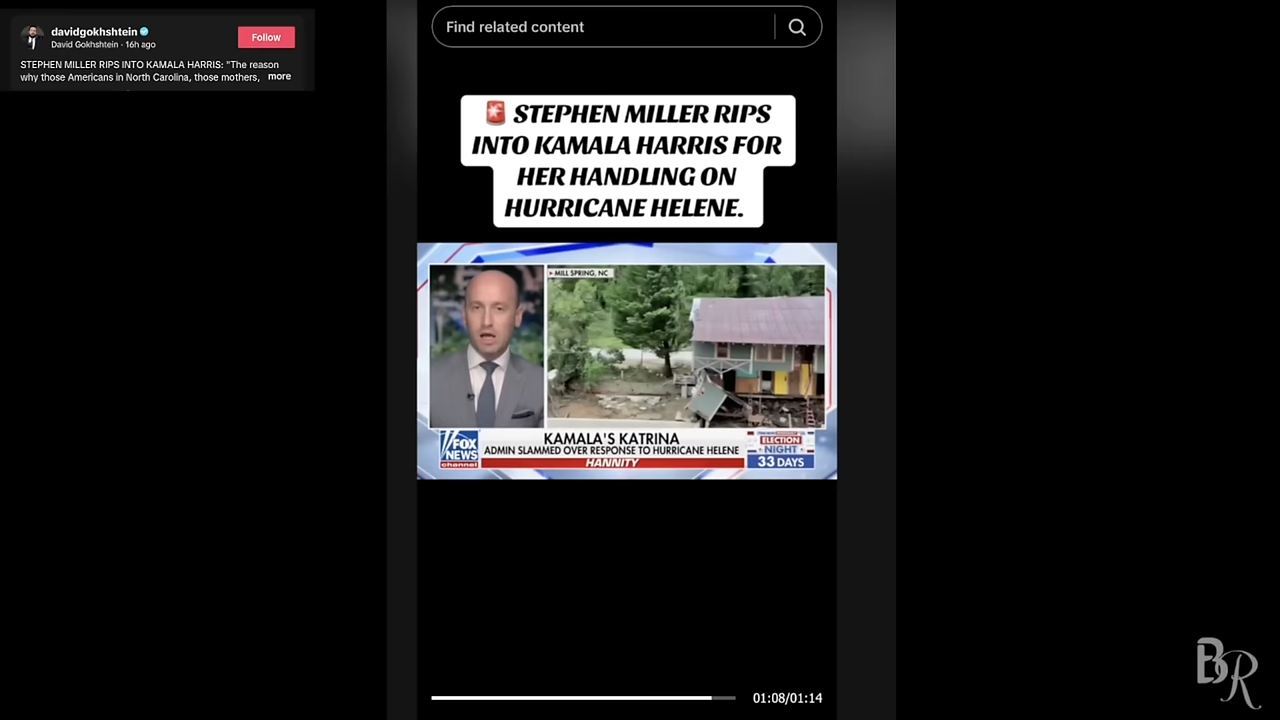 davidgokhshtein
David Gokhshtein · 16h ago
Follow
STEPHEN MILLER RIPS INTO KAMALA HARRIS: "The reason
why those Americans in North Carolina, those mothers, more
Find related content
🚨 STEPHEN MILLER RIPS
INTO KAMALA HARRIS FOR
HER HANDLING ON
HURRICANE HELENE.
MILL SPRING, NC
FOX
NEWS
channel
KAMALA'S KATRINA
ADMIN SLAMMED OVER RESPONSE TO HURRICANE HELENE
HANNITY
ELECTION
NIGHT
33 DAYS
01:08/01:14
BR